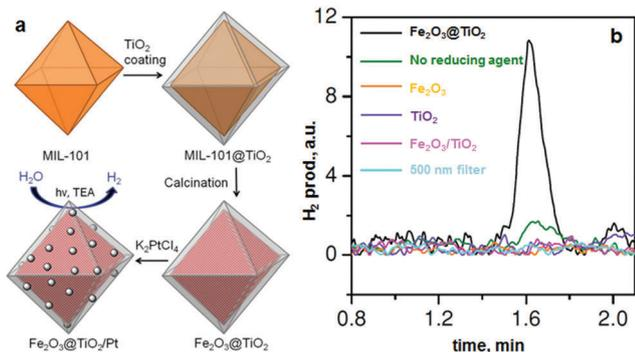 a
TiO₂
coating
MIL-101
MIL-101@TiO₂
Calcination
H₂O
H₂
hν, TEA
K₂PtCl₄
Fe₂O₃@TiO₂/Pt
Fe₂O₃@TiO₂
b
H₂ prod., a.u.
12
8
4
0
Fe₂O₃@TiO₂
No reducing agent
Fe₂O₃
TiO₂
Fe₂O₃/TiO₂
500 nm filter
0.8
1.2
1.6
2.0
time, min